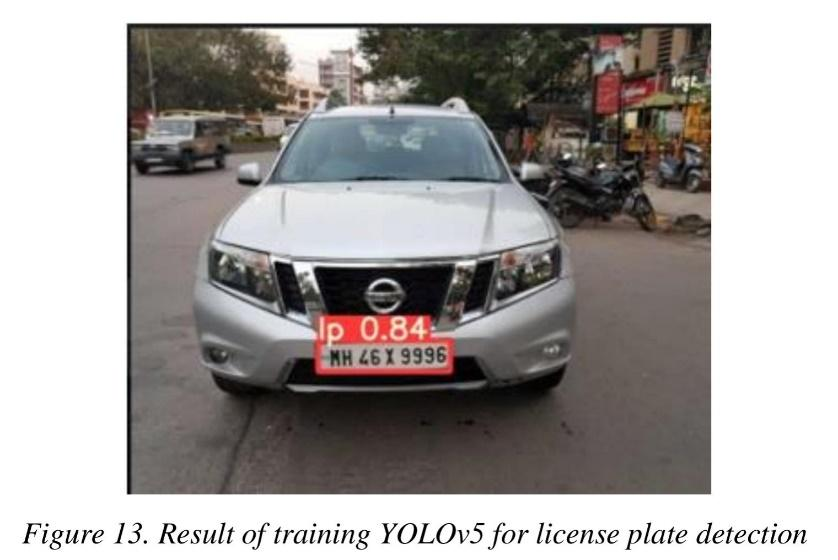 lp 0.84
MH 46 X 9996
Figure 13. Result of training YOLOv5 for license plate detection